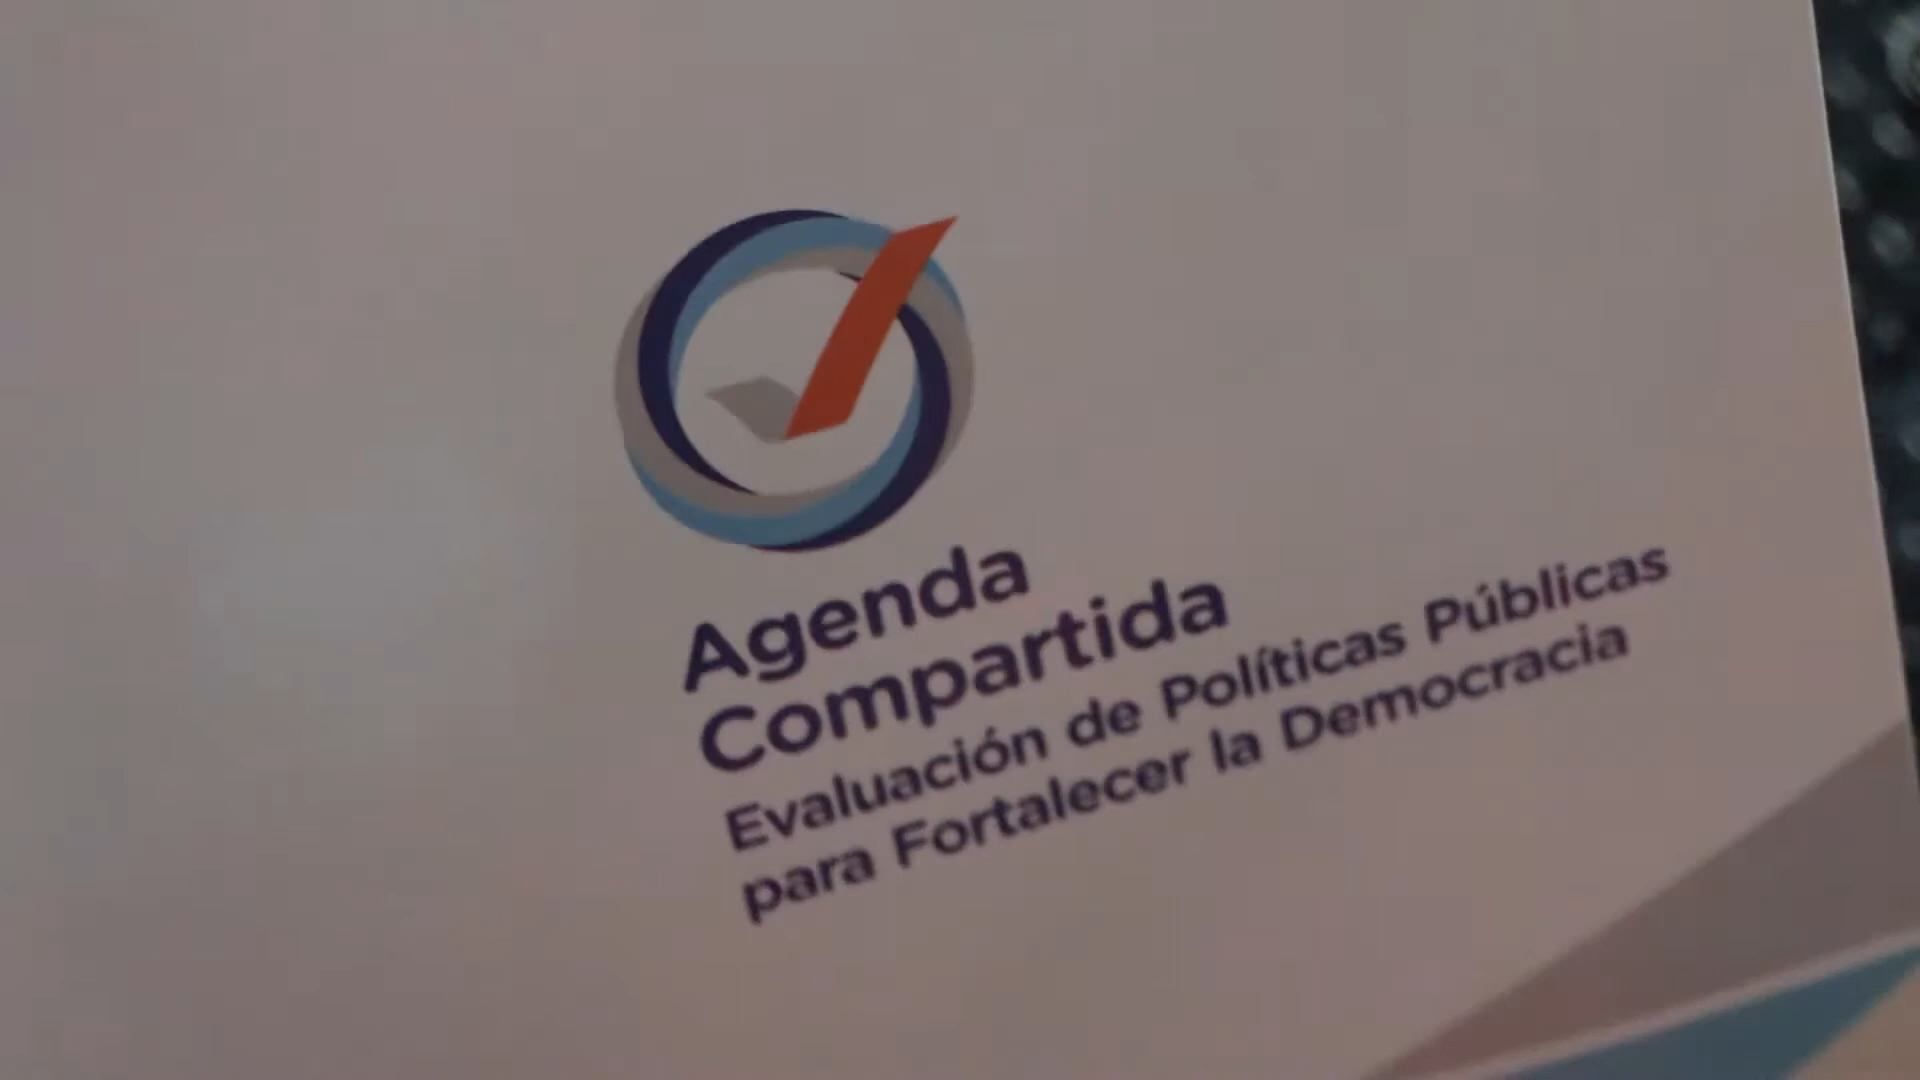 Agenda
Compartida
Evaluación de Políticas Públicas
para Fortalecer la Democracia